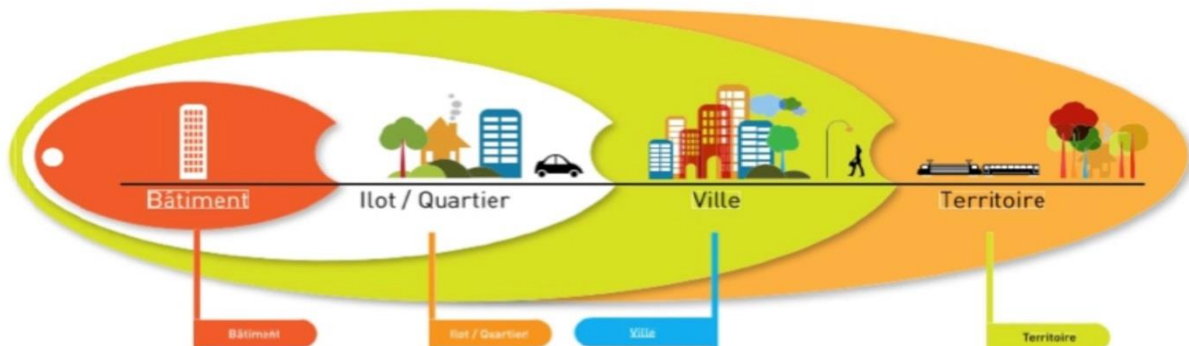 Bâtiment
Ilot / Quartier
Ville
Territoire
Bâtiment
Ilot / Quartier
Ville
Territoire